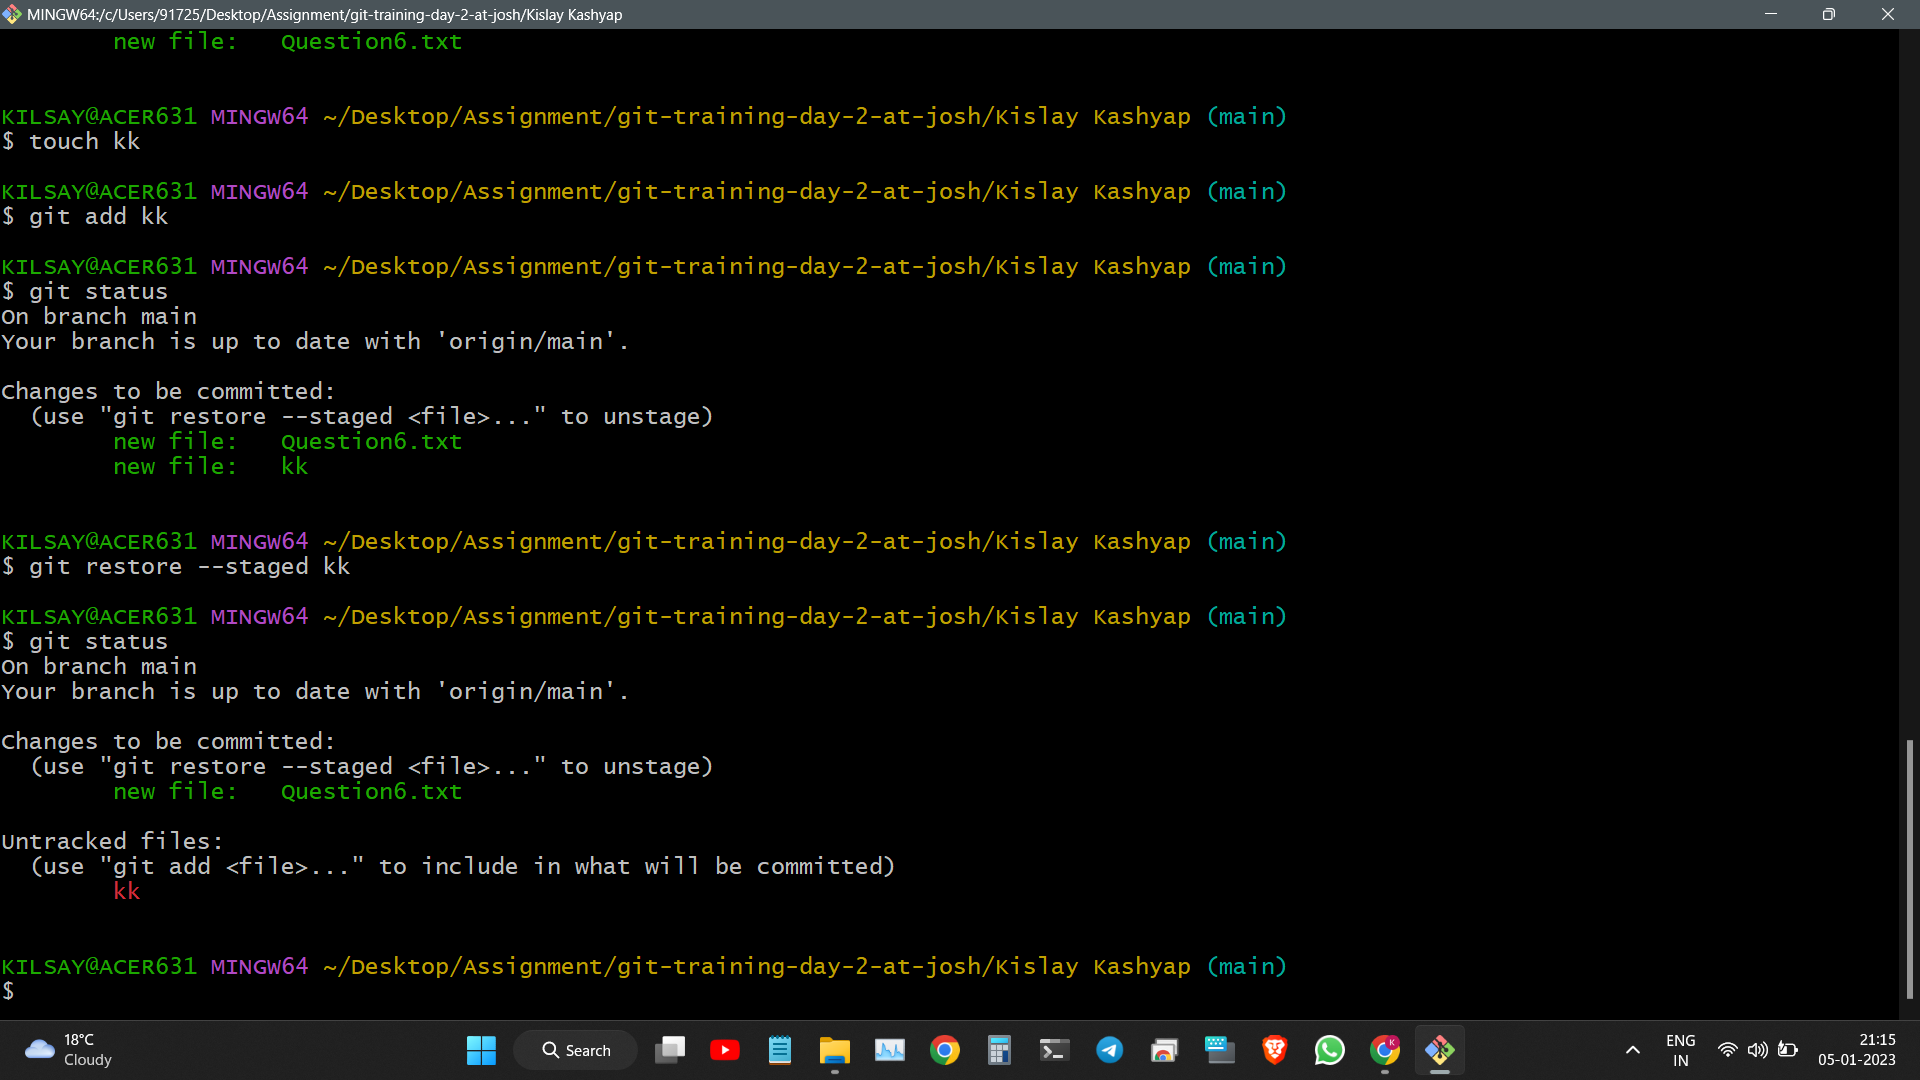 MINGW64:/c/Users/91725/Desktop/Assignment/git-training-day-2-at-josh/Kislay Kashyap
new file:   Question6.txt
KILSAY@ACER631 MINGW64 ~/Desktop/Assignment/git-training-day-2-at-josh/Kislay Kashyap (main)
$ touch kk
KILSAY@ACER631 MINGW64 ~/Desktop/Assignment/git-training-day-2-at-josh/Kislay Kashyap (main)
$ git add kk
KILSAY@ACER631 MINGW64 ~/Desktop/Assignment/git-training-day-2-at-josh/Kislay Kashyap (main)
$ git status
On branch main
Your branch is up to date with 'origin/main'.
Changes to be committed:
(use "git restore --staged <file>..." to unstage)
new file:   Question6.txt
new file:   kk
KILSAY@ACER631 MINGW64 ~/Desktop/Assignment/git-training-day-2-at-josh/Kislay Kashyap (main)
$ git restore --staged kk
KILSAY@ACER631 MINGW64 ~/Desktop/Assignment/git-training-day-2-at-josh/Kislay Kashyap (main)
$ git status
On branch main
Your branch is up to date with 'origin/main'.
Changes to be committed:
(use "git restore --staged <file>..." to unstage)
new file:   Question6.txt
Untracked files:
(use "git add <file>..." to include in what will be committed)
kk
KILSAY@ACER631 MINGW64 ~/Desktop/Assignment/git-training-day-2-at-josh/Kislay Kashyap (main)
$
18°C
Cloudy
Search
K
ENG
IN
21:15
05-01-2023